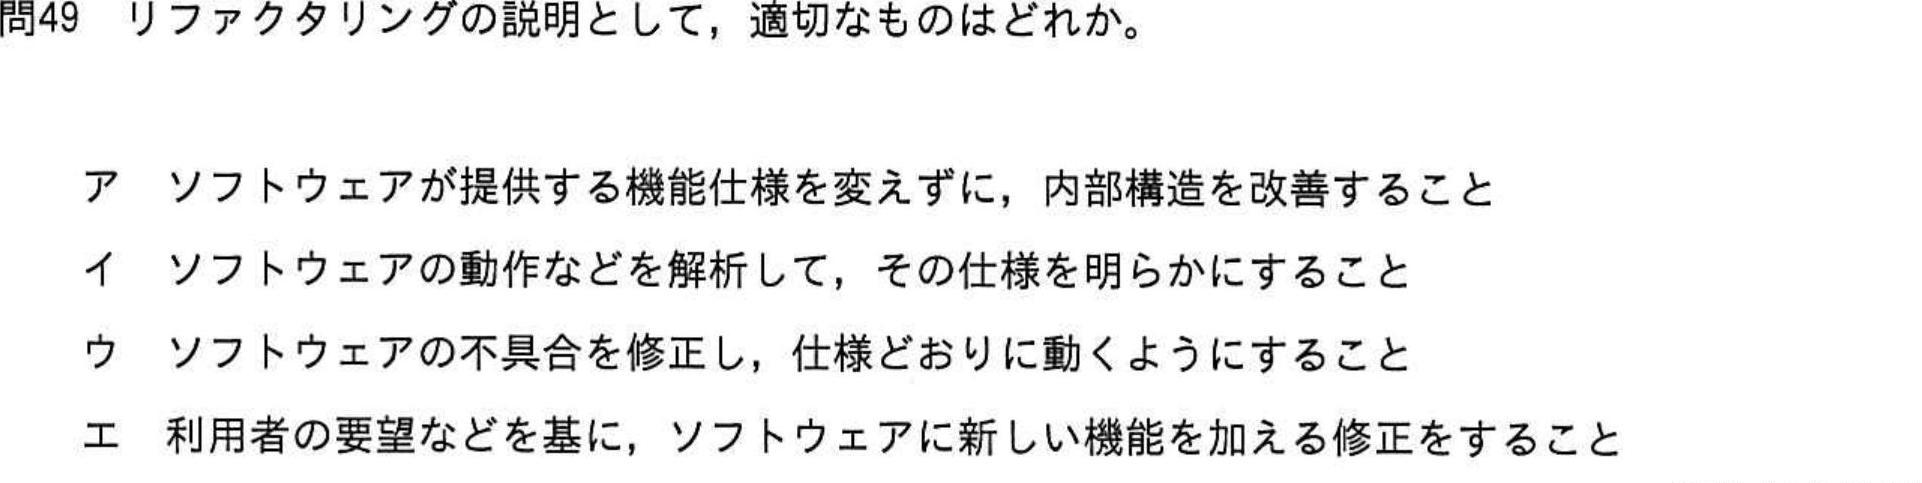 問49 リファクタリングの説明として，適切なものはどれか。
ア ソフトウェアが提供する機能仕様を変えずに，内部構造を改善すること
イ ソフトウェアの動作などを解析して，その仕様を明らかにすること
ウ ソフトウェアの不具合を修正し，仕様どおりに動くようにすること
エ 利用者の要望などを基に，ソフトウェアに新しい機能を加える修正をすること